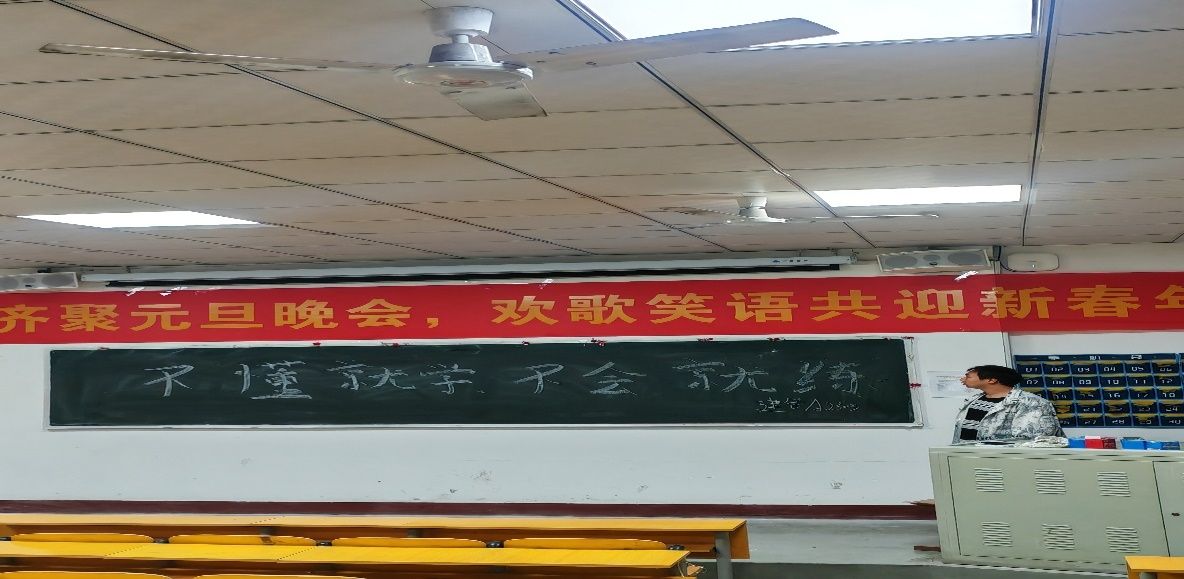 齐聚元旦晚会，欢歌笑语共迎新春年
不懂就学 不会就练